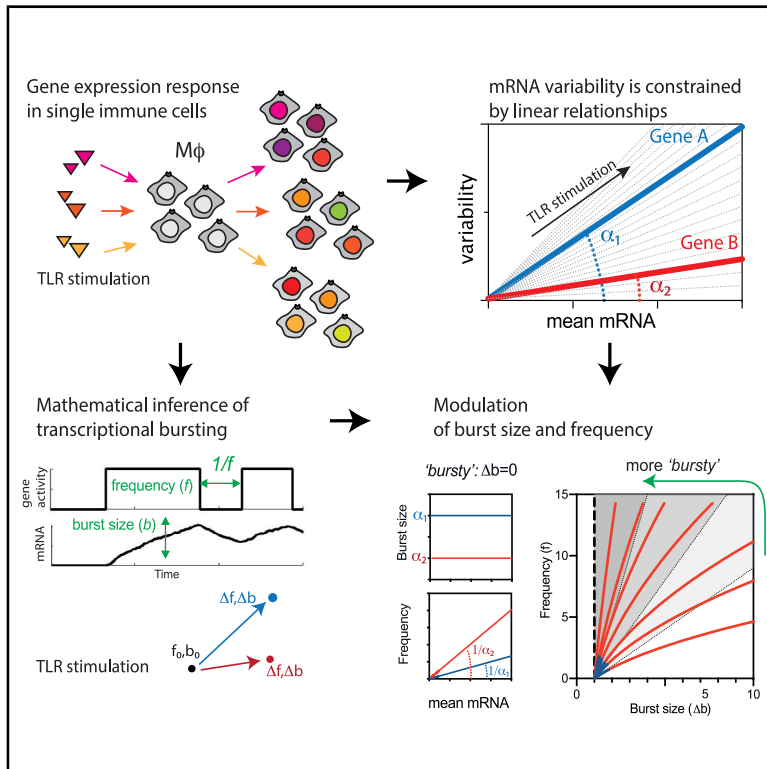 Gene expression response
in single immune cells
Mϕ
TLR stimulation
mRNA variability is constrained
by linear relationships
variability
TLR stimulation
Gene A
α1
Gene B
α2
mean mRNA
Mathematical inference of
transcriptional bursting
gene
activity
frequency (f)
1/f
mRNA
burst size (b)
Time
Δf,Δb
f0,b0
Δf,Δb
TLR stimulation
Modulation
of burst size and frequency
'bursty': Δb=0
Burst size
α1
α2
Frequency
1/α2
1/α1
mean mRNA
more 'bursty'
Frequency (f)
15
10
5
0
0
5
10
Burst size (Δb)